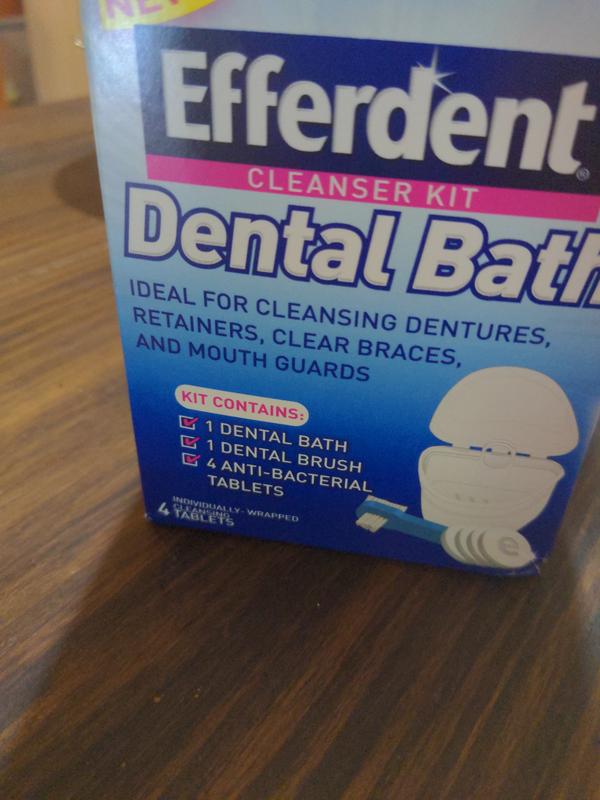 NEW
Efferdent®
CLEANSER KIT
Dental Bath
IDEAL FOR CLEANSING DENTURES,
RETAINERS, CLEAR BRACES,
AND MOUTH GUARDS
KIT CONTAINS:
1 DENTAL BATH
1 DENTAL BRUSH
4 ANTI-BACTERIAL
TABLETS
4 INDIVIDUALLY-WRAPPED
CLEANSING
TABLETS
e